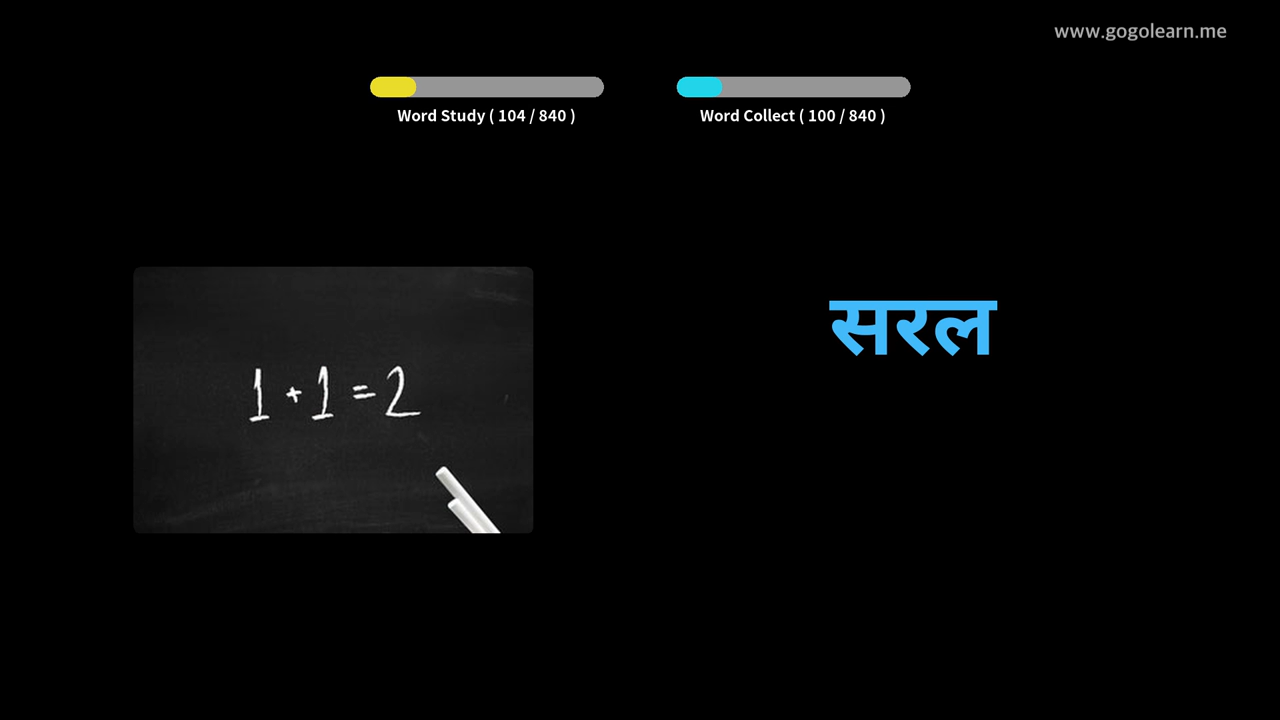 www.gogolearn.me
Word Study ( 104 / 840 )
Word Collect ( 100 / 840 )
सरल
1 + 1 = 2